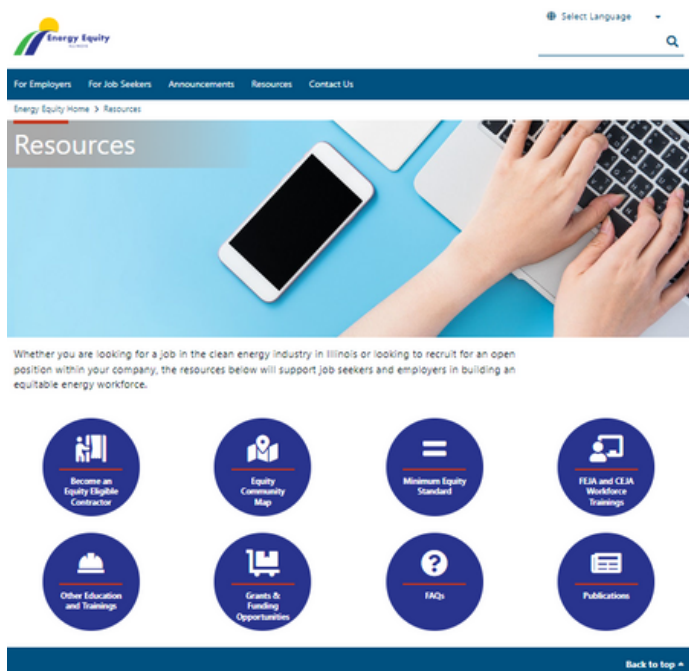 Select Language
Energy Equity
ILLINOIS
For Employers For Job Seekers Announcements Resources Contact Us
Energy Equity Home > Resources
Resources
Whether you are looking for a job in the clean energy industry in Illinois or looking to recruit for an open
position within your company, the resources below will support job seekers and employers in building an
equitable energy workforce.
Become an
Equity Eligible
Contractor
Equity
Community
Map
Minimum Equity
Standard
FEJA and CEJA
Workforce
Trainings
Other Education
and Trainings
Grants &
Funding
Opportunities
FAQs
Publications
Back to top